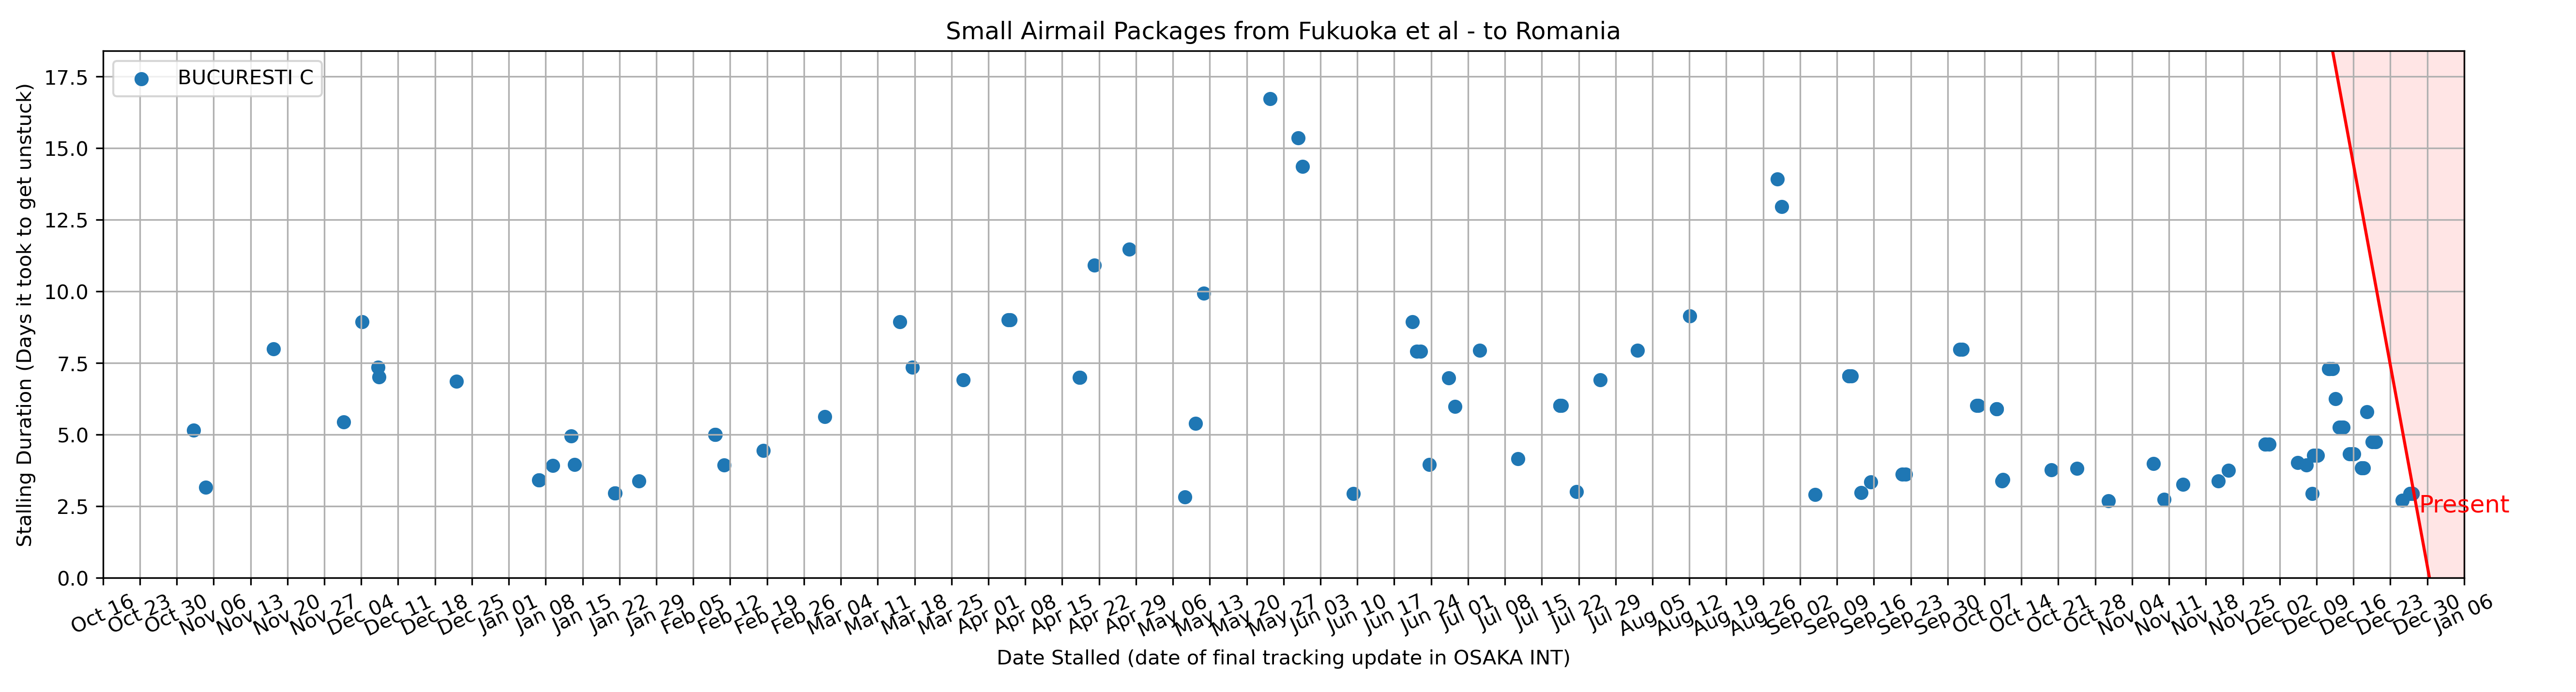 Small Airmail Packages from Fukuoka et al - to Romania
BUCURESTI C
Stalling Duration (Days it took to get unstuck)
17.5
15.0
12.5
10.0
7.5
5.0
2.5
0.0
Present
Oct 16
Oct 23
Oct 30
Nov 06
Nov 13
Nov 20
Nov 27
Dec 04
Dec 11
Dec 18
Dec 25
Jan 01
Jan 08
Jan 15
Jan 22
Jan 29
Feb 05
Feb 12
Feb 19
Feb 26
Mar 04
Mar 11
Mar 18
Mar 25
Apr 01
Apr 08
Apr 15
Apr 22
Apr 29
May 06
May 13
May 20
May 27
Jun 03
Jun 10
Jun 17
Jun 24
Jul 01
Jul 08
Jul 15
Jul 22
Jul 29
Aug 05
Aug 12
Aug 19
Aug 26
Sep 02
Sep 09
Sep 16
Sep 23
Sep 30
Oct 07
Oct 14
Oct 21
Oct 28
Nov 04
Nov 11
Nov 18
Nov 25
Dec 02
Dec 09
Dec 16
Dec 23
Dec 30
Jan 06
Date Stalled (date of final tracking update in OSAKA INT)